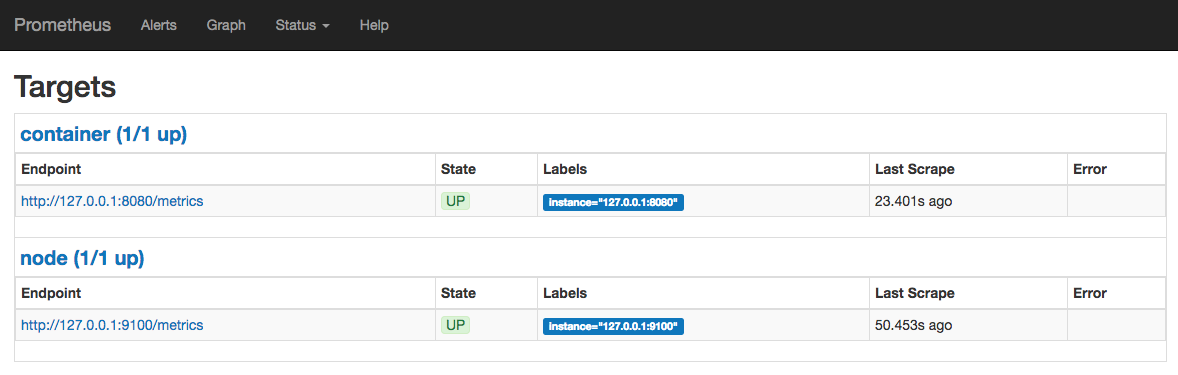 Prometheus Alerts Graph Status Help
Targets
container (1/1 up)
Endpoint State Labels Last Scrape Error
http://127.0.0.1:8080/metrics UP instance="127.0.0.1:8080" 23.401s ago
node (1/1 up)
Endpoint State Labels Last Scrape Error
http://127.0.0.1:9100/metrics UP instance="127.0.0.1:9100" 50.453s ago